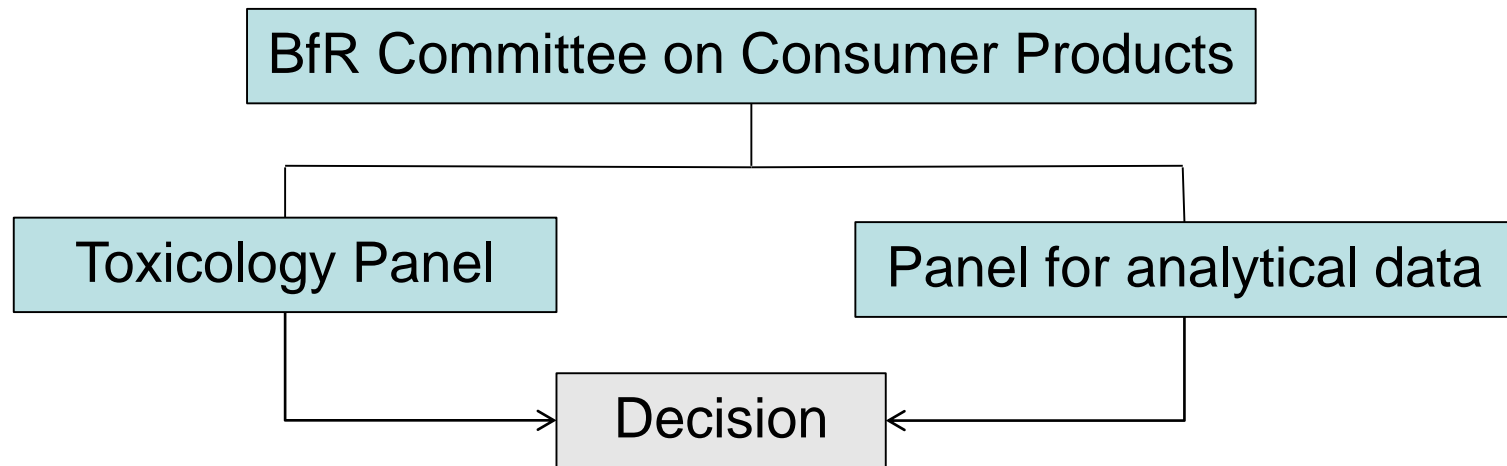 BfR Committee on Consumer Products
Toxicology Panel
Panel for analytical data
Decision